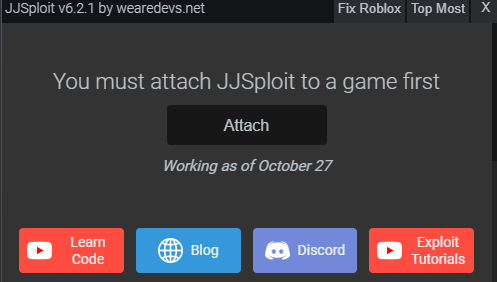 JJSploit v6.2.1 by wearedevs.net
Fix Roblox
Top Most
X
You must attach JJSploit to a game first
Attach
Working as of October 27
Learn
Code
Blog
Discord
Exploit
Tutorials